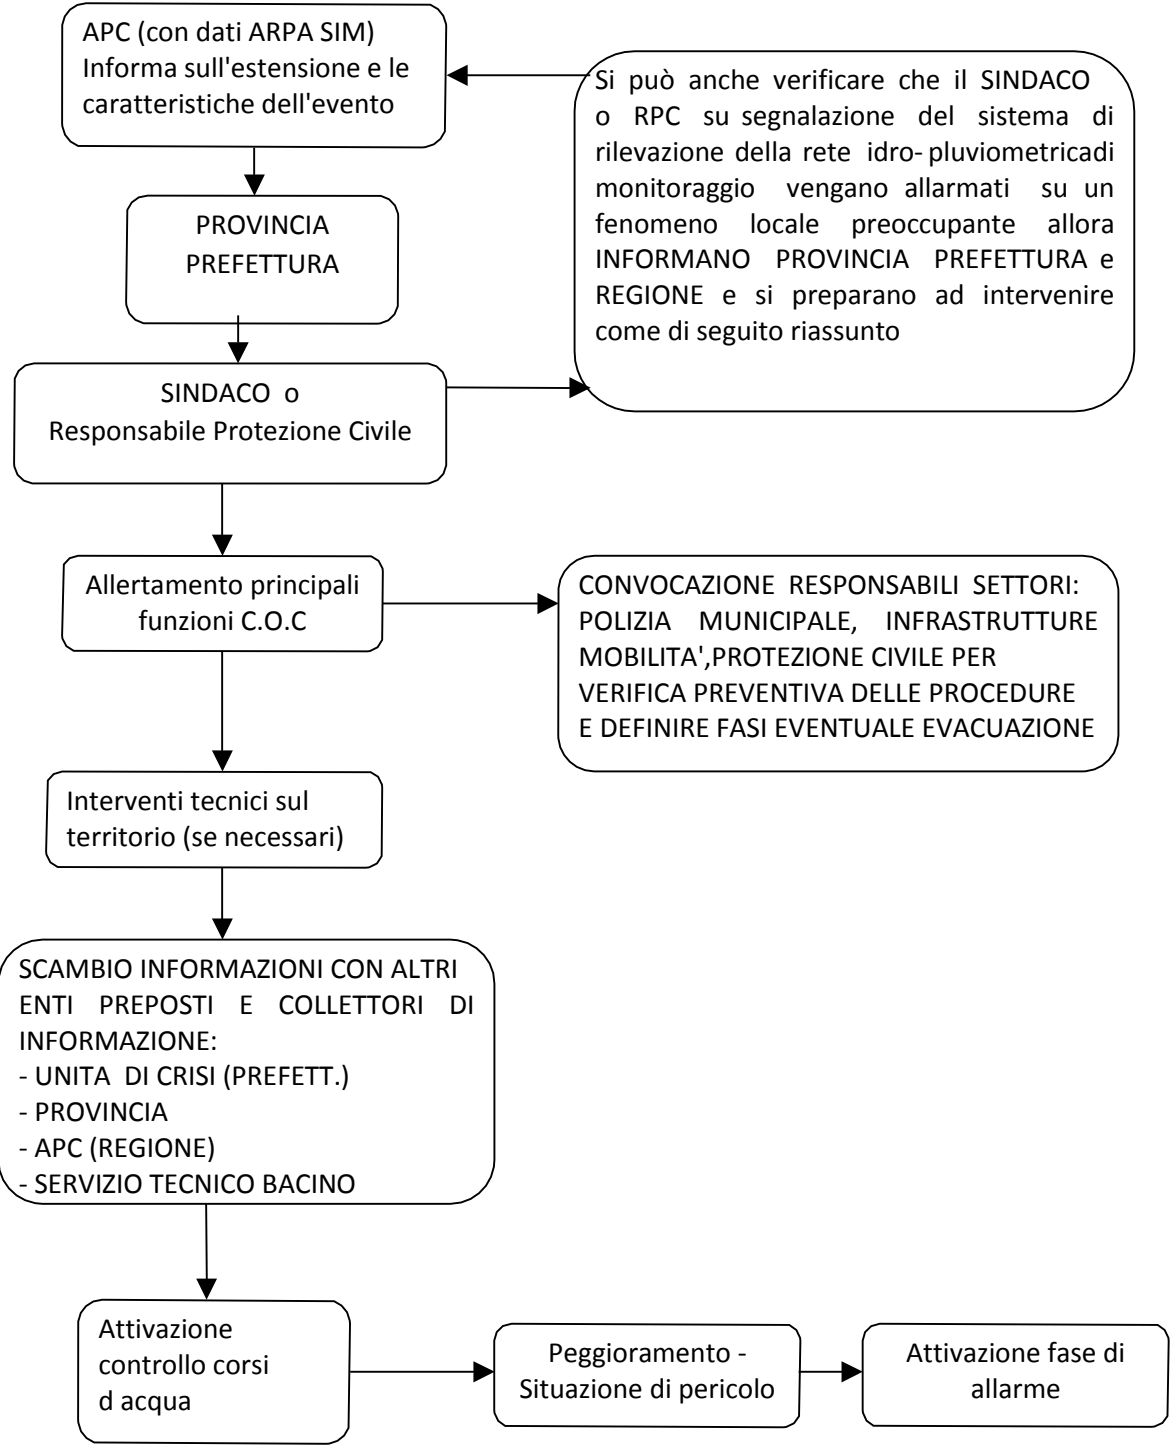 APC (con dati ARPA SIM)
Informa sull'estensione e le
caratteristiche dell'evento
Si può anche verificare che il SINDACO
o RPC su segnalazione del sistema di
rilevazione della rete idro- pluviometricadi
monitoraggio vengano allarmati su un
fenomeno locale preoccupante allora
INFORMANO PROVINCIA PREFETTURA e
REGIONE e si preparano ad intervenire
come di seguito riassunto
PROVINCIA
PREFETTURA
SINDACO o
Responsabile Protezione Civile
Allertamento principali
funzioni C.O.C
CONVOCAZIONE RESPONSABILI SETTORI:
POLIZIA MUNICIPALE, INFRASTRUTTURE
MOBILITA',PROTEZIONE CIVILE PER
VERIFICA PREVENTIVA DELLE PROCEDURE
E DEFINIRE FASI EVENTUALE EVACUAZIONE
Interventi tecnici sul
territorio (se necessari)
SCAMBIO INFORMAZIONI CON ALTRI
ENTI PREPOSTI E COLLETTORI DI
INFORMAZIONE:
- UNITA DI CRISI (PREFETT.)
- PROVINCIA
- APC (REGIONE)
- SERVIZIO TECNICO BACINO
Attivazione
controllo corsi
d acqua
Peggioramento -
Situazione di pericolo
Attivazione fase di
allarme